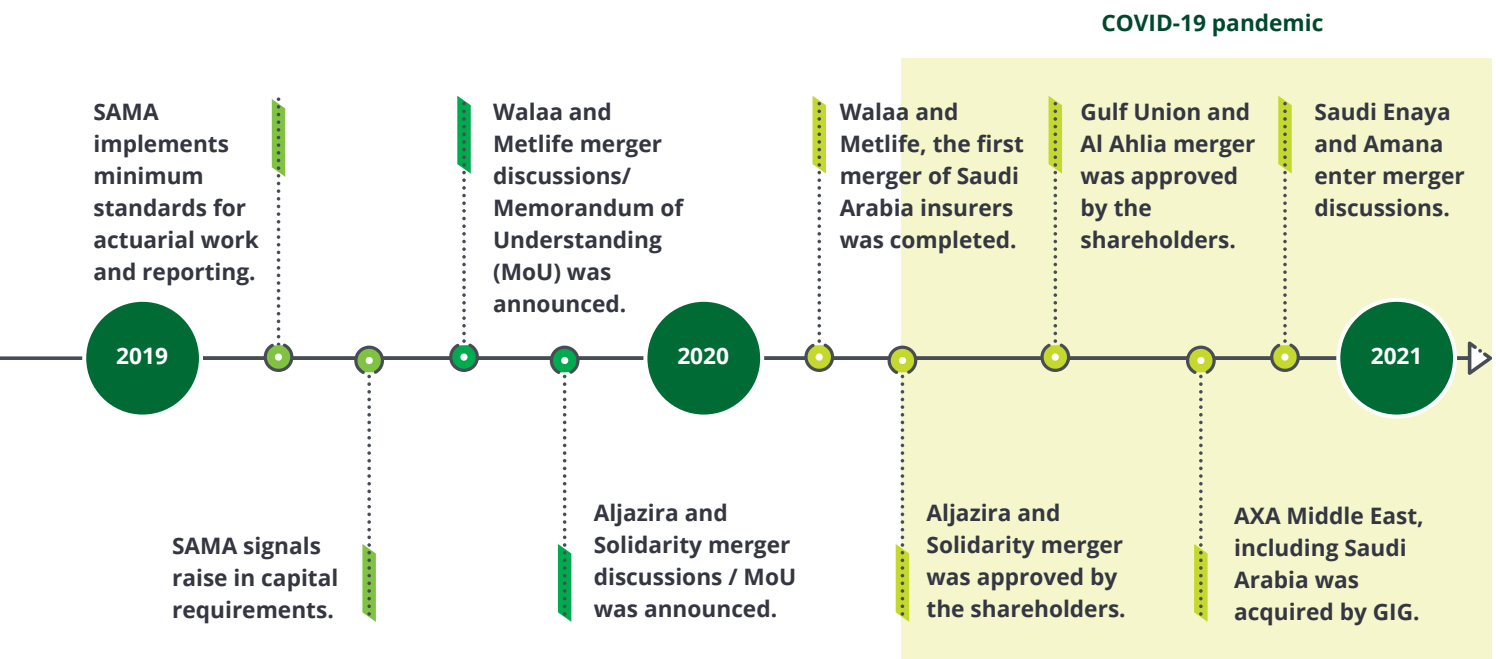 COVID-19 pandemic
SAMA
implements
minimum
standards for
actuarial work
and reporting.
Walaa and
Metlife merger
discussions/
Memorandum of
Understanding
(MoU) was
announced.
Walaa and
Metlife, the first
merger of Saudi
Arabia insurers
was completed.
Gulf Union and
Al Ahlia merger
was approved
by the
shareholders.
Saudi Enaya
and Amana
enter merger
discussions.
2019
2020
2021
SAMA signals
raise in capital
requirements.
Aljazira and
Solidarity merger
discussions / MoU
was announced.
Aljazira and
Solidarity merger
was approved by
the shareholders.
AXA Middle East,
including Saudi
Arabia was
acquired by GIG.